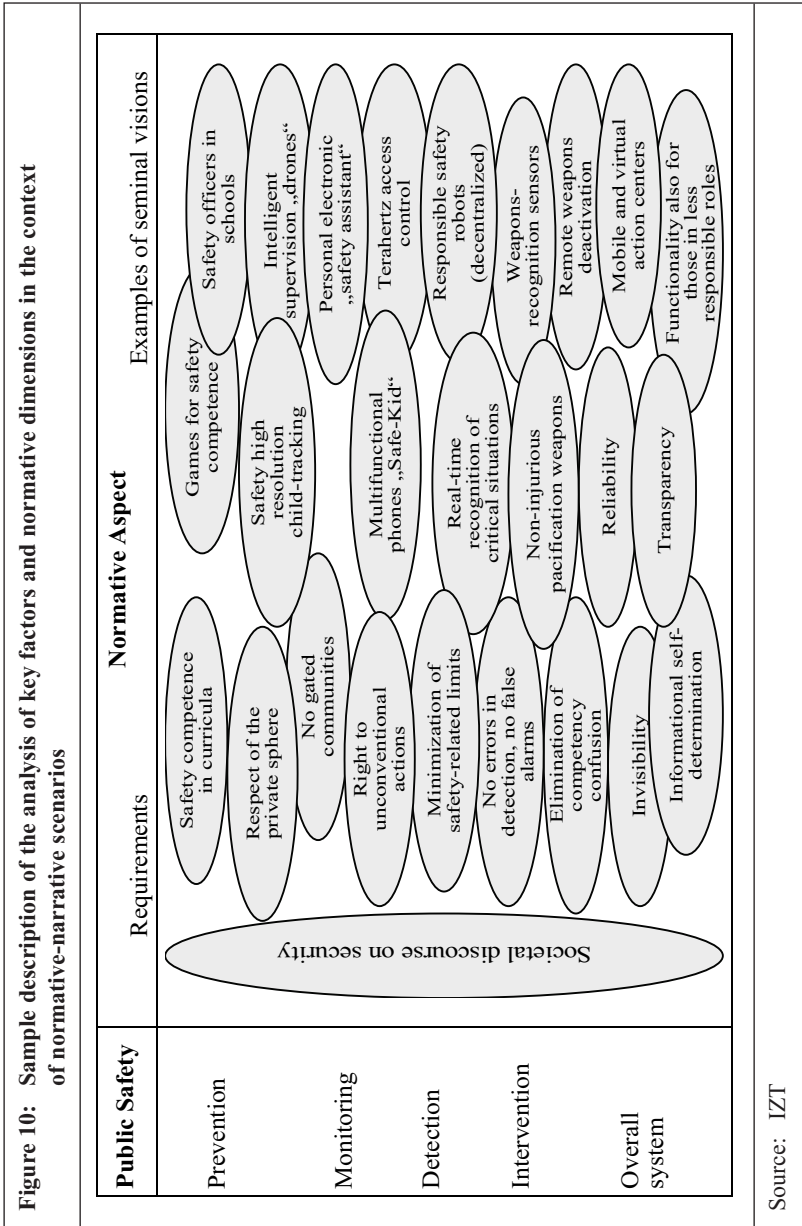 Figure 10: Sample description of the analysis of key factors and normative dimensions in the context
of normative-narrative scenarios
Public Safety
Normative Aspect
Requirements
Examples of seminal visions
Prevention
Monitoring
Detection
Intervention
Overall
system
Societal discourse on security
Safety competence
in curricula
Respect of the
private sphere
No gated
communities
Right to
unconventional
actions
Minimization of
safety-related limits
No errors in
detection, no false
alarms
Elimination of
competency
confusion
Invisibility
Informational self-
determination
Games for safety
competence
Safety high
resolution
child-tracking
Multifunctional
phones „Safe-Kid“
Real-time
recognition of
critical situations
Non-injurious
pacification weapons
Reliability
Transparency
Safety officers in
schools
Intelligent
supervision „drones“
Personal electronic
„safety assistant“
Terahertz access
control
Responsible safety
robots
(decentralized)
Weapons-
recognition sensors
Remote weapons
deactivation
Mobile and virtual
action centers
Functionality also for
those in less
responsible roles
Source: IZT